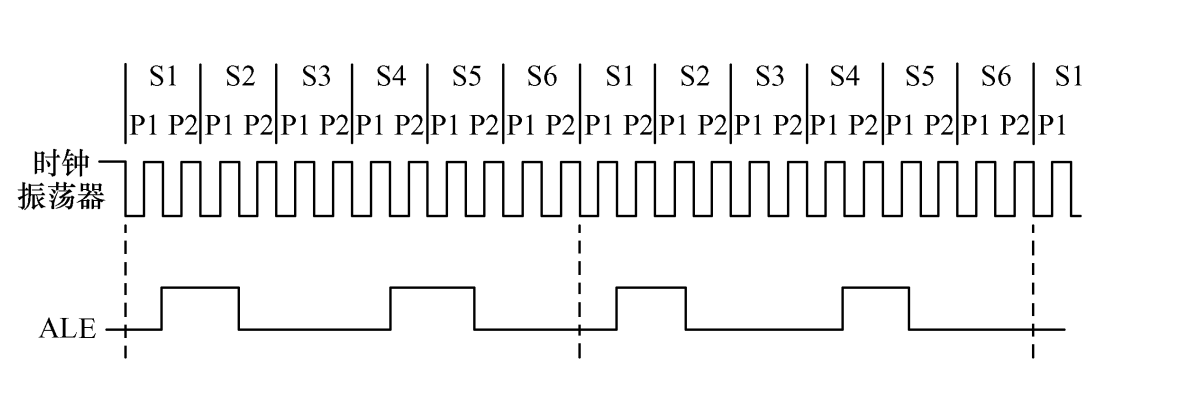 S1 S2 S3 S4 S5 S6 S1 S2 S3 S4 S5 S6 S1
P1 P2 P1 P2 P1 P2 P1 P2 P1 P2 P1 P2 P1 P2 P1 P2 P1 P2 P1 P2 P1 P2 P1 P2 P1
时钟
振荡器
ALE